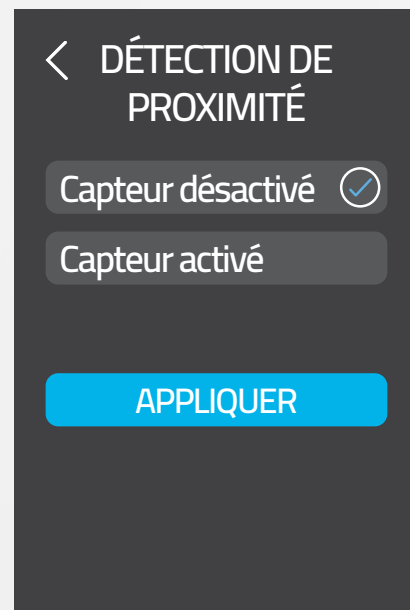 DÉTECTION DE
PROXIMITÉ
Capteur désactivé
Capteur activé
APPLIQUER